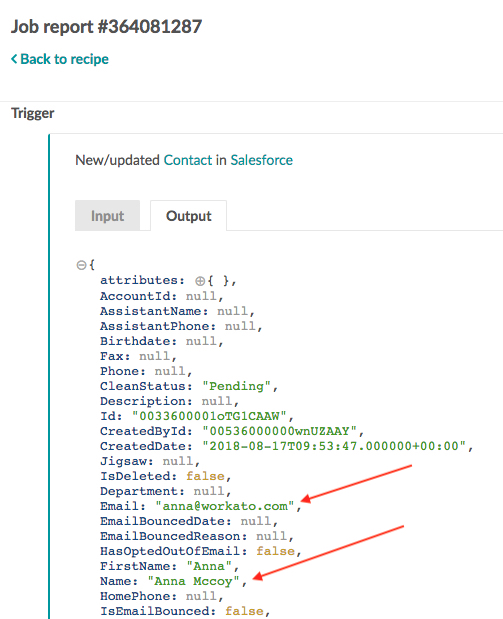 Job report #364081287
Back to recipe
Trigger
New/updated Contact in Salesforce
Input Output
{
attributes: { },
AccountId: null,
AssistantName: null,
AssistantPhone: null,
Birthdate: null,
Fax: null,
Phone: null,
CleanStatus: "Pending",
Description: null,
Id: "0033600001oTG1CAAW",
CreatedById: "00536000000wnUZAAY",
CreatedDate: "2018-08-17T09:53:47.000000+00:00",
Jigsaw: null,
IsDeleted: false,
Department: null,
Email: "anna@workato.com",
EmailBouncedDate: null,
EmailBouncedReason: null,
HasOptedOutOfEmail: false,
FirstName: "Anna",
Name: "Anna Mccoy",
HomePhone: null,
IsEmailBounced: false,